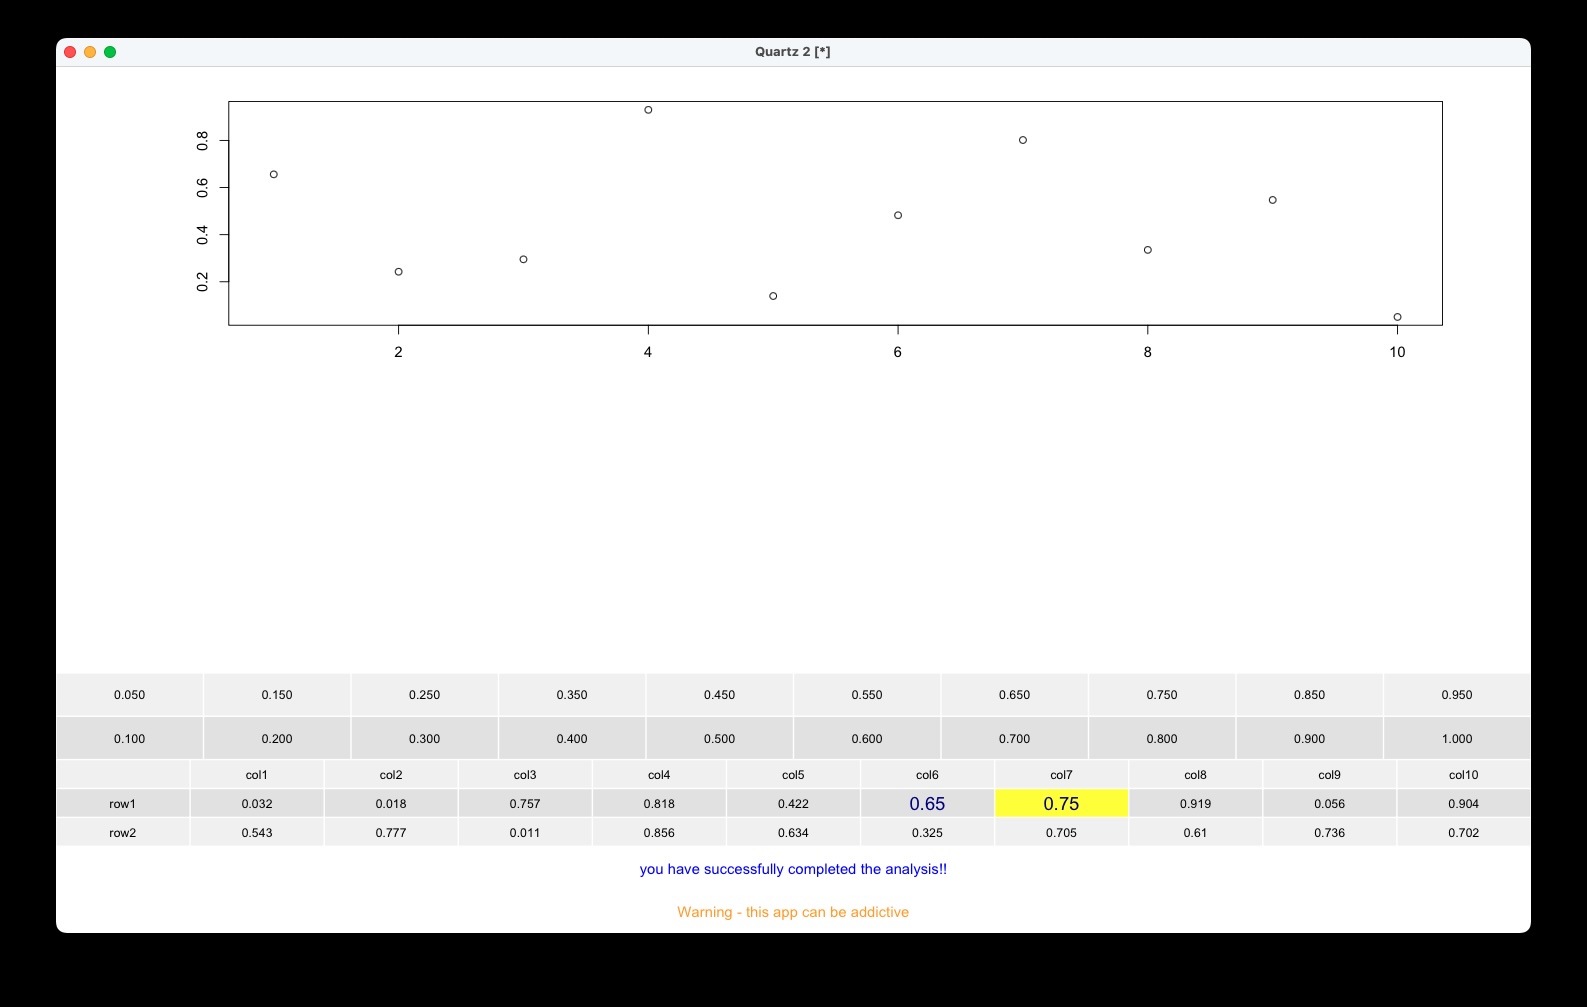 Quartz 2 [*]
0.8
0.6
0.4
0.2
2 4 6 8 10
0.050 0.150 0.250 0.350 0.450 0.550 0.650 0.750 0.850 0.950
0.100 0.200 0.300 0.400 0.500 0.600 0.700 0.800 0.900 1.000
col1 col2 col3 col4 col5 col6 col7 col8 col9 col10
row1 0.032 0.018 0.757 0.818 0.422 0.65 0.75 0.919 0.056 0.904
row2 0.543 0.777 0.011 0.856 0.634 0.325 0.705 0.61 0.736 0.702
you have successfully completed the analysis!!
Warning - this app can be addictive